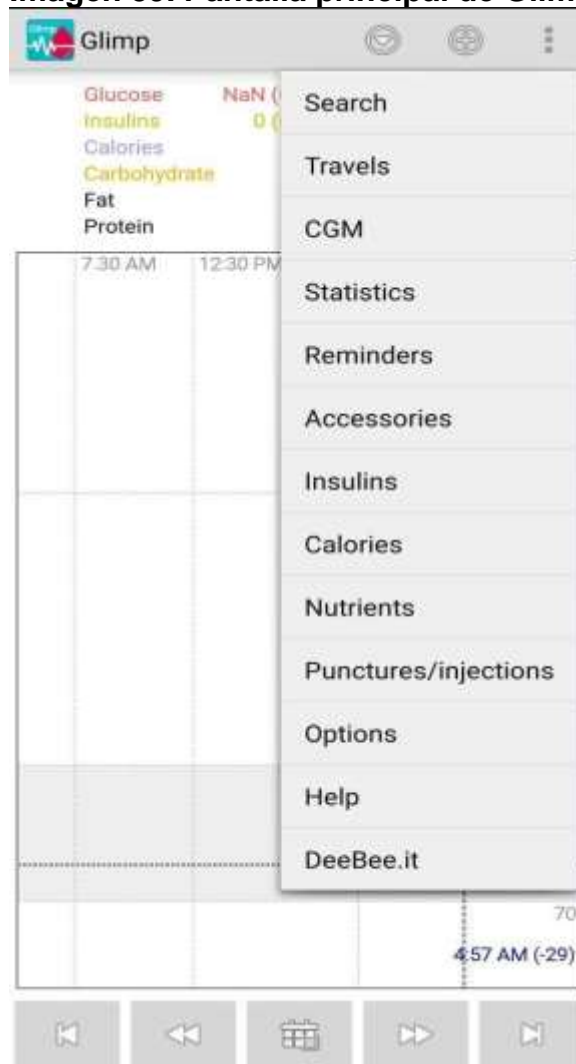 Glimp
Glucose NaN (
Insulins 0 (
Calories
Carbohydrate
Fat
Protein
7.30 AM 12:30 PM
Search
Travels
CGM
Statistics
Reminders
Accessories
Insulins
Calories
Nutrients
Punctures/injections
Options
Help
DeeBee.it
70
4:57 AM (-29)